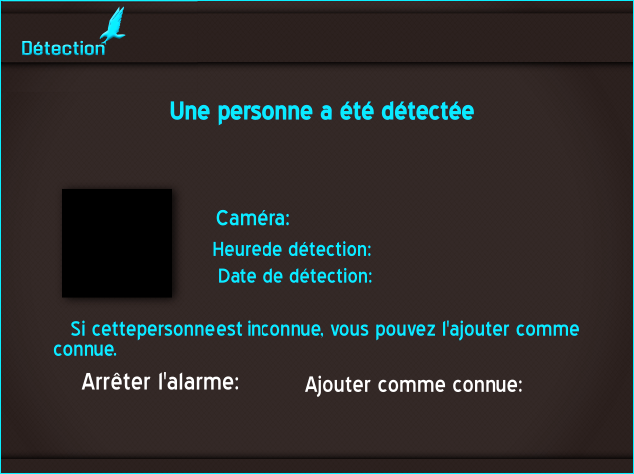 Détection
Une personne a été détectée
Caméra:
Heurede détection:
Date de détection:
Si cettepersonneest inconnue, vous pouvez l'ajouter comme
connue.
Arrêter l'alarme:
Ajouter comme connue: